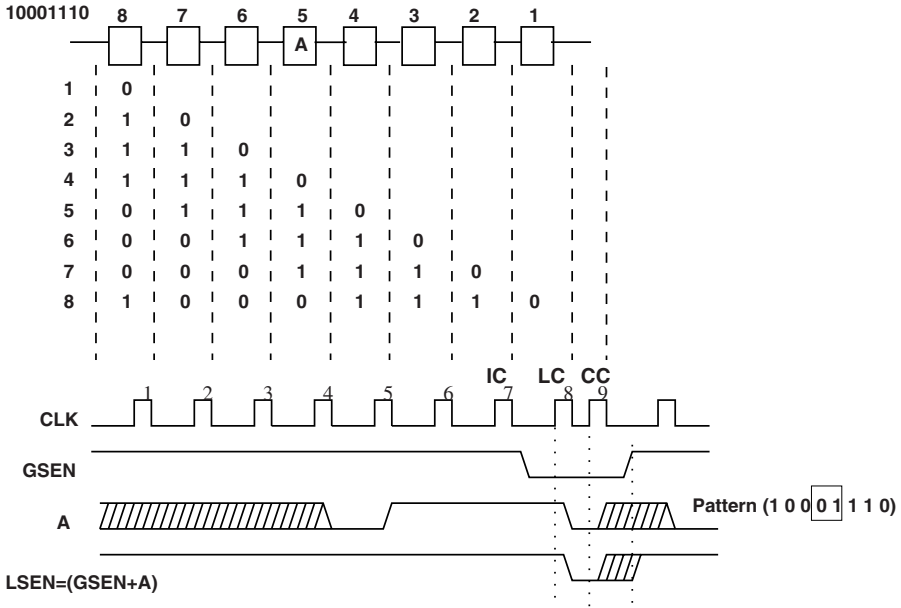 10001110 8 7 6 5 4 3 2 1
A
1 0
2 1 0
3 1 1 0
4 1 1 1 0
5 0 1 1 1 0
6 0 0 1 1 1 0
7 0 0 0 1 1 1 0
8 1 0 0 0 1 1 1 0
IC LC CC
1 2 3 4 5 6 7 8 9
CLK
GSEN
Pattern (1 0 0 0 1 1 1 0)
A
LSEN=(GSEN+A)